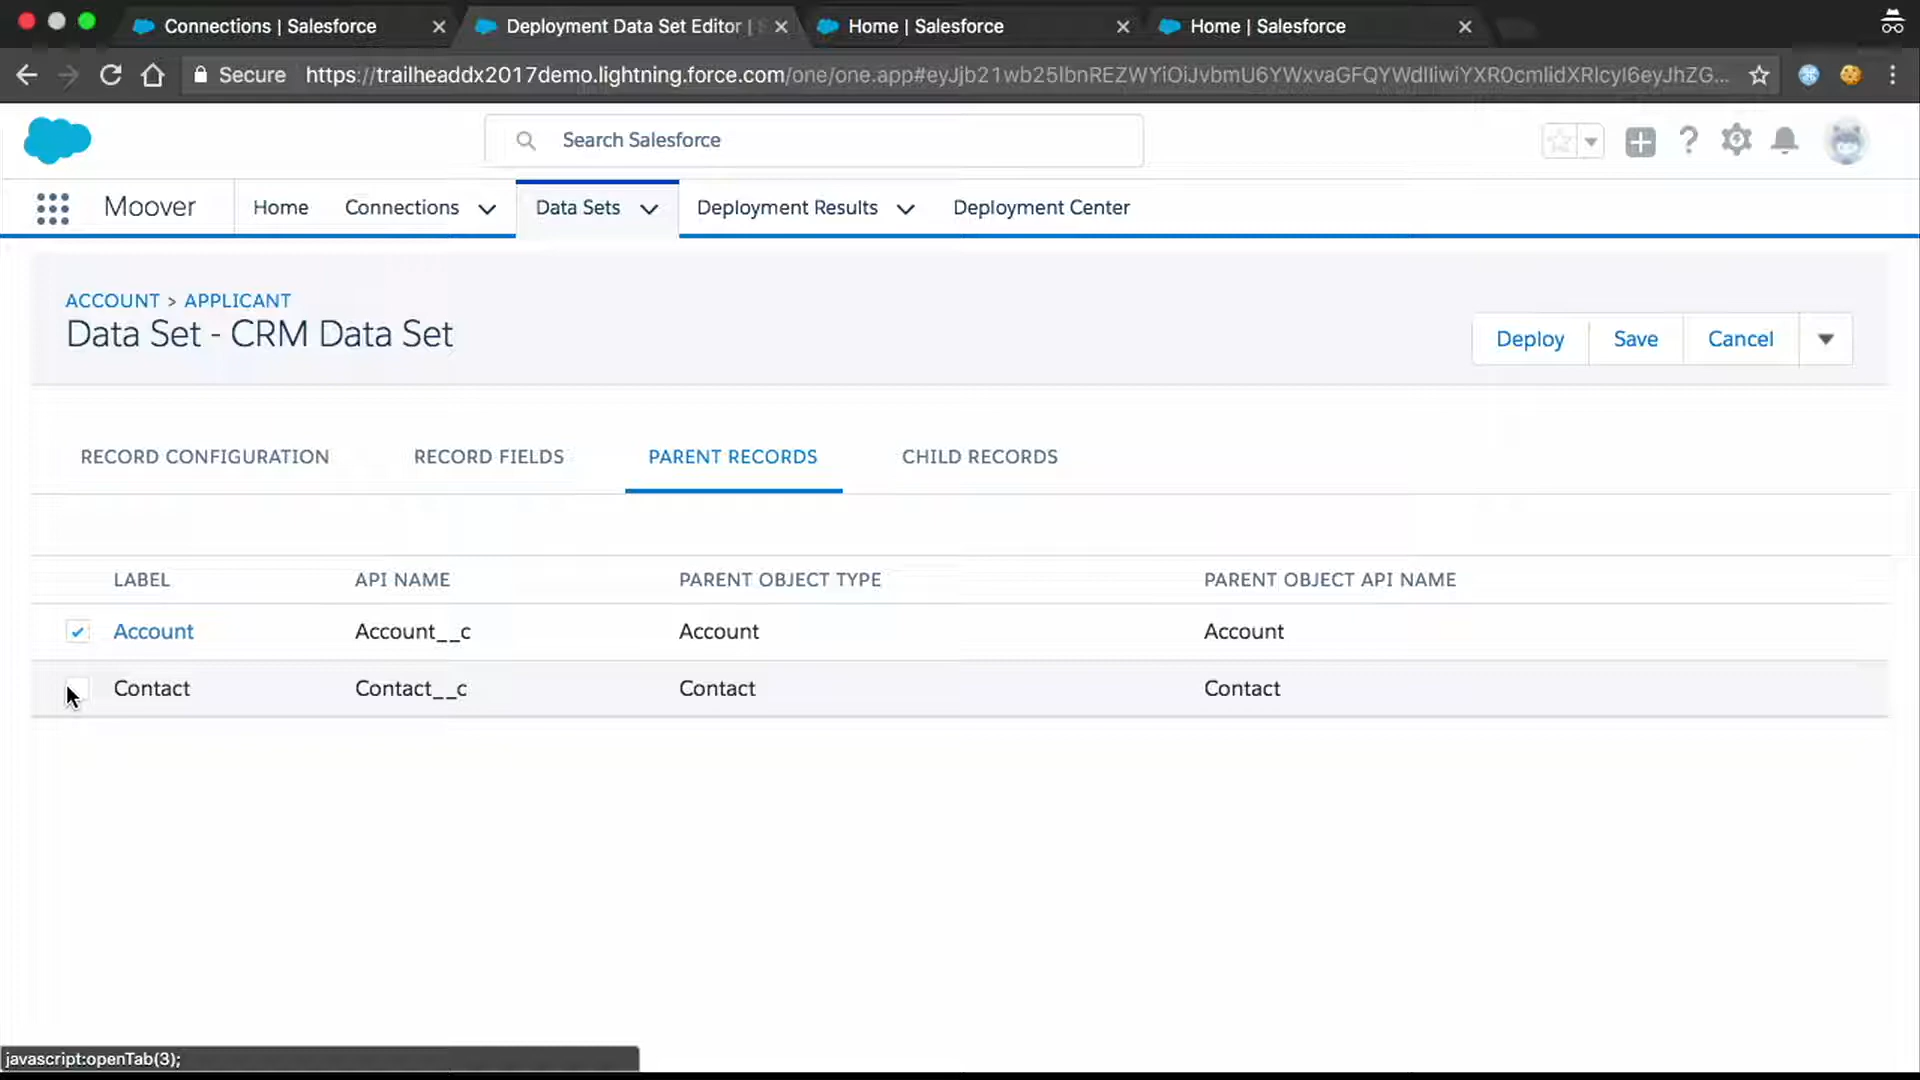 Connections | Salesforce
Deployment Data Set Editor |
Home | Salesforce
Home | Salesforce
Secure
https://trailheaddx2017demo.lightning.force.com/one/one.app#eyJjb21wb25lbnREZWYiOiJvbmU6YWxvaGFQYWdlIiwiYXR0cmlidXRlcyI6eyJhZG...
Search Salesforce
Moover
Home
Connections
Data Sets
Deployment Results
Deployment Center
ACCOUNT > APPLICANT
Data Set - CRM Data Set
Deploy
Save
Cancel
RECORD CONFIGURATION
RECORD FIELDS
PARENT RECORDS
CHILD RECORDS
LABEL API NAME PARENT OBJECT TYPE PARENT OBJECT API NAME
Account Account__c Account Account
Contact Contact__c Contact Contact
javascript:openTab(3);